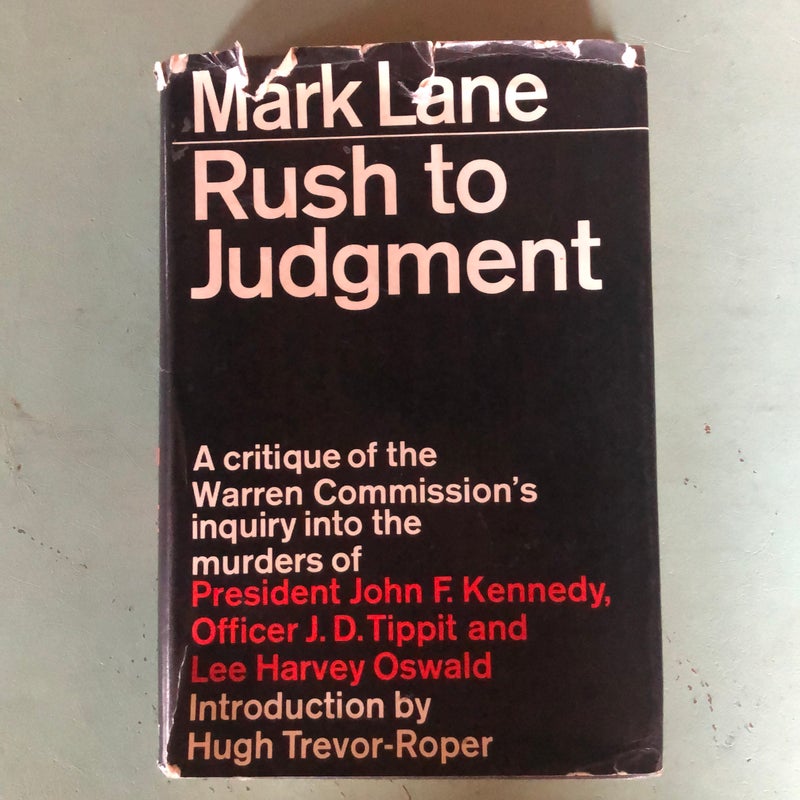 Mark Lane
Rush to
Judgment
A critique of the
Warren Commission's
inquiry into the
murders of
President John F. Kennedy,
Officer J. D. Tippit and
Lee Harvey Oswald
Introduction by
Hugh Trevor-Roper